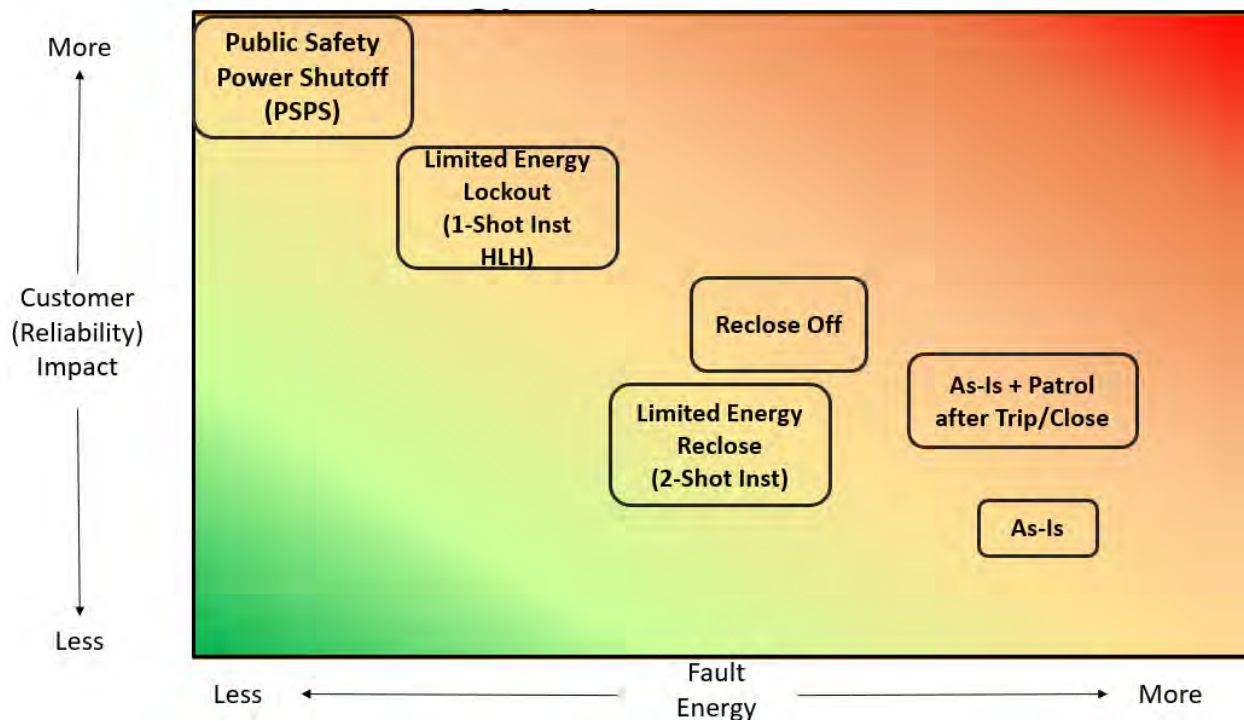 More
Customer
(Reliability)
Impact
Less
Public Safety
Power Shutoff
(PSPS)
Limited Energy
Lockout
(1-Shot Inst
HLH)
Reclose Off
Limited Energy
Reclose
(2-Shot Inst)
As-Is + Patrol
after Trip/Close
As-Is
Less
Fault
Energy
More